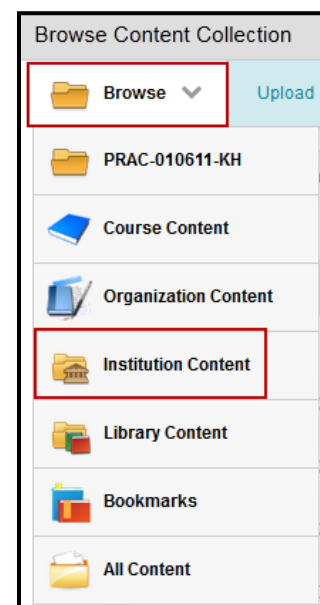 Browse Content Collection
Browse Upload
PRAC-010611-KH
Course Content
Organization Content
Institution Content
Library Content
Bookmarks
All Content